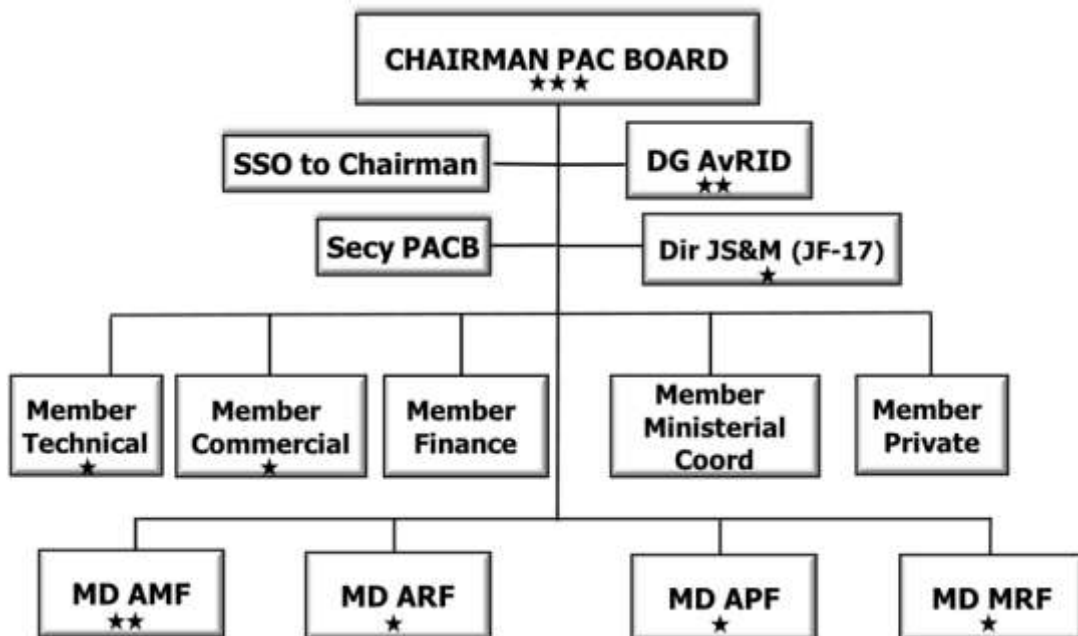 CHAIRMAN PAC BOARD
★★★
SSO to Chairman
DG AvRID
★★
Secy PACB
Dir JS&M (JF-17)
★
Member
Technical
★
Member
Commercial
★
Member
Finance
Member
Ministerial
Coord
Member
Private
MD AMF
★★
MD ARF
★
MD APF
★
MD MRF
★